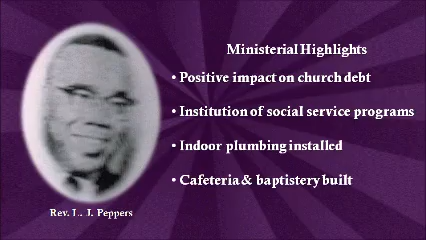 Ministerial Highlights
• Positive impact on church debt
• Institution of social service programs
• Indoor plumbing installed
• Cafeteria & baptistery built
Rev. L. J. Peppers